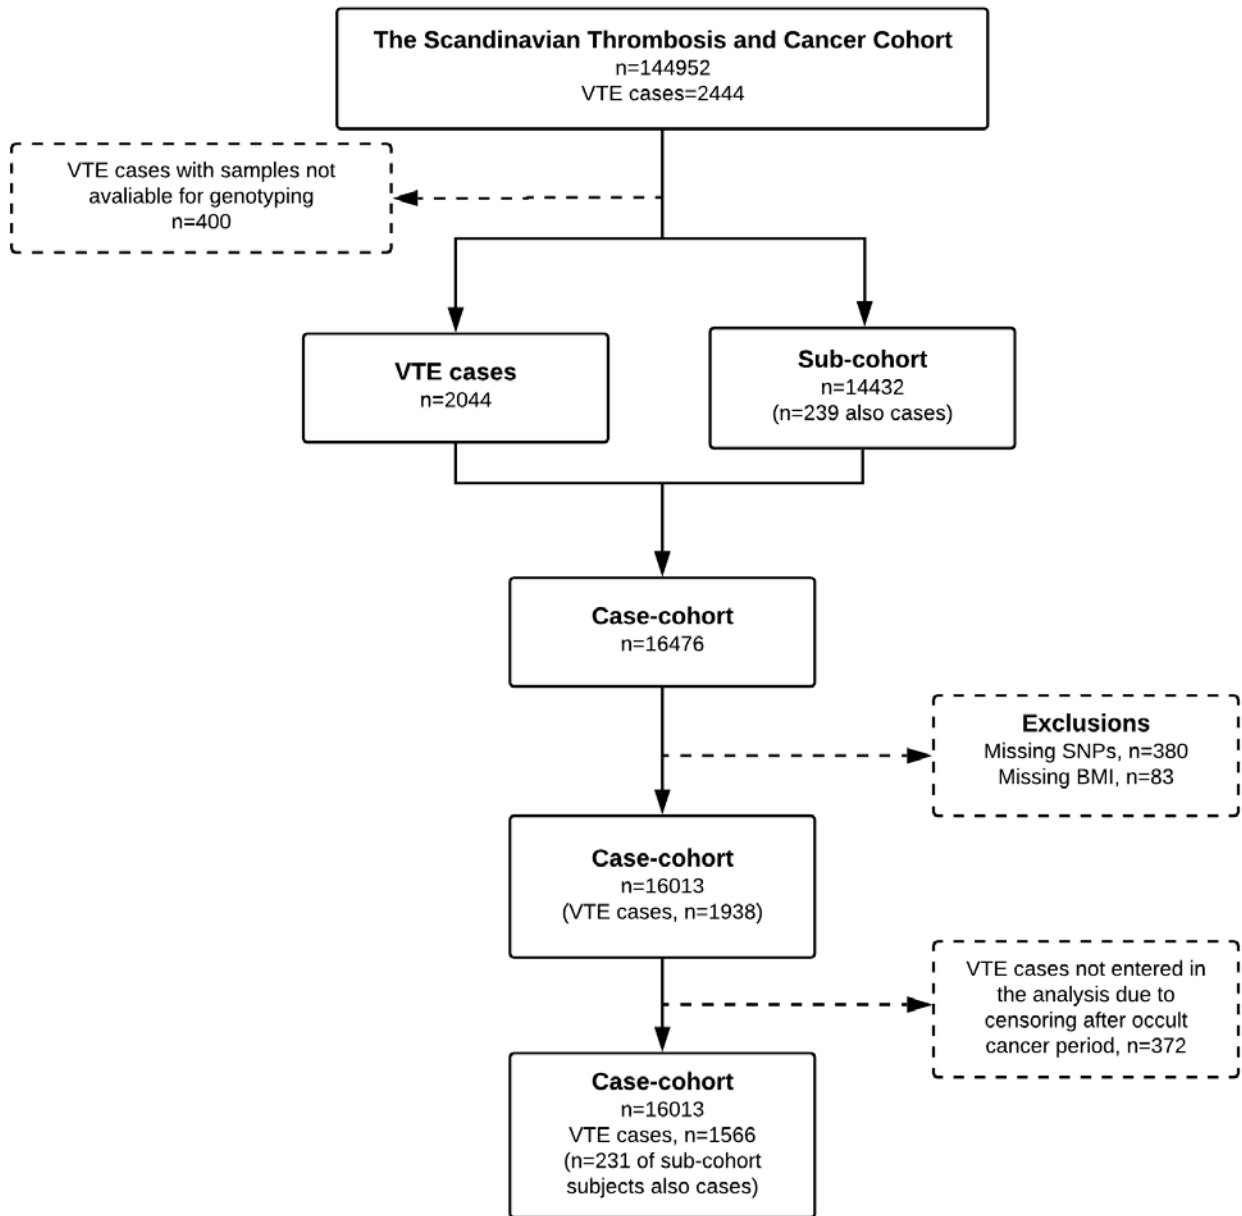 The Scandinavian Thrombosis and Cancer Cohort
n=144952
VTE cases=2444
VTE cases with samples not
avaliable for genotyping
n=400
VTE cases
n=2044
Sub-cohort
n=14432
(n=239 also cases)
Case-cohort
n=16476
Exclusions
Missing SNPs, n=380
Missing BMI, n=83
Case-cohort
n=16013
(VTE cases, n=1938)
VTE cases not entered in
the analysis due to
censoring after occult
cancer period, n=372
Case-cohort
n=16013
VTE cases, n=1566
(n=231 of sub-cohort
subjects also cases)